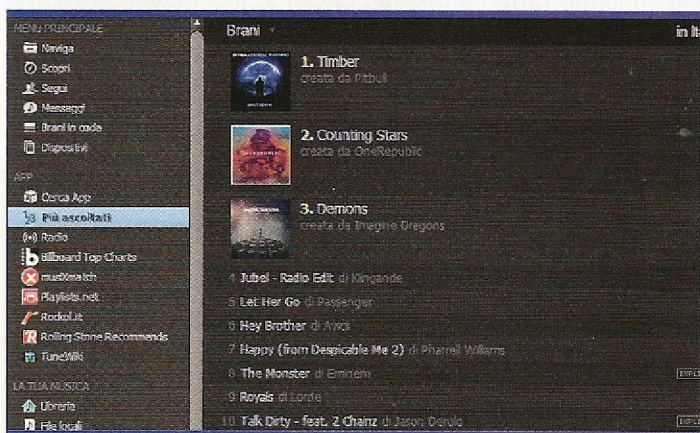 MENU PRINCIPALE
Naviga
Scopri
Segui
Messaggi
Brani in coda
Dispositivi
APP
Cerca App
Più ascoltati
Radio
Billboard Top Charts
musiXmatch
Playlists.net
Rockol.it
Rolling Stone Recommends
TuneWiki
LA TUA MUSICA
Libreria
File locali
Brani
in It
1. Timber
creata da Pitbull
2. Counting Stars
creata da OneRepublic
3. Demons
creata da Imagine Dragons
4 Jubel - Radio Edit di Klingande
5 Let Her Go di Passenger
6 Hey Brother di Avicii
7 Happy (from Despicable Me 2) di Pharrell Williams
8 The Monster di Eminem
9 Royals di Lorde
10 Talk Dirty - feat. 2 Chainz di Jason Derulo